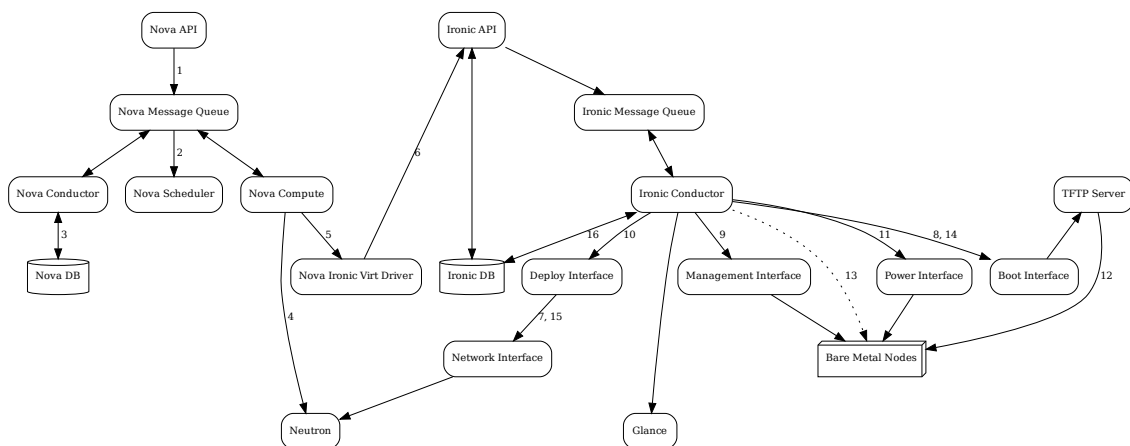 Nova API
Ironic API
1
Nova Message Queue
Ironic Message Queue
2
6
Nova Conductor
Nova Scheduler
Nova Compute
Ironic Conductor
TFTP Server
3
5
16
10
9
11
8, 14
Nova DB
Nova Ironic Virt Driver
Ironic DB
Deploy Interface
Management Interface
13
Power Interface
Boot Interface
12
4
7, 15
Network Interface
Bare Metal Nodes
Neutron
Glance